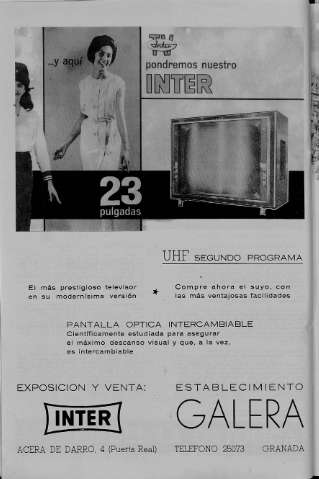 ...y aquí
Inter
pondremos nuestro
INTER
23
pulgadas
UHF SEGUNDO PROGRAMA
El más prestigioso televisor
en su modernísima versión
★
Compre ahora el suyo, con
las más ventajosas facilidades
PANTALLA OPTICA INTERCAMBIABLE
Científicamente estudiada para asegurar
el máximo descanso visual y que, a la vez,
es intercambiable
EXPOSICION Y VENTA:
INTER
ACERA DE DARRO, 4 (Puerta Real)
ESTABLECIMIENTO
GALERA
TELEFONO 25073 GRANADA